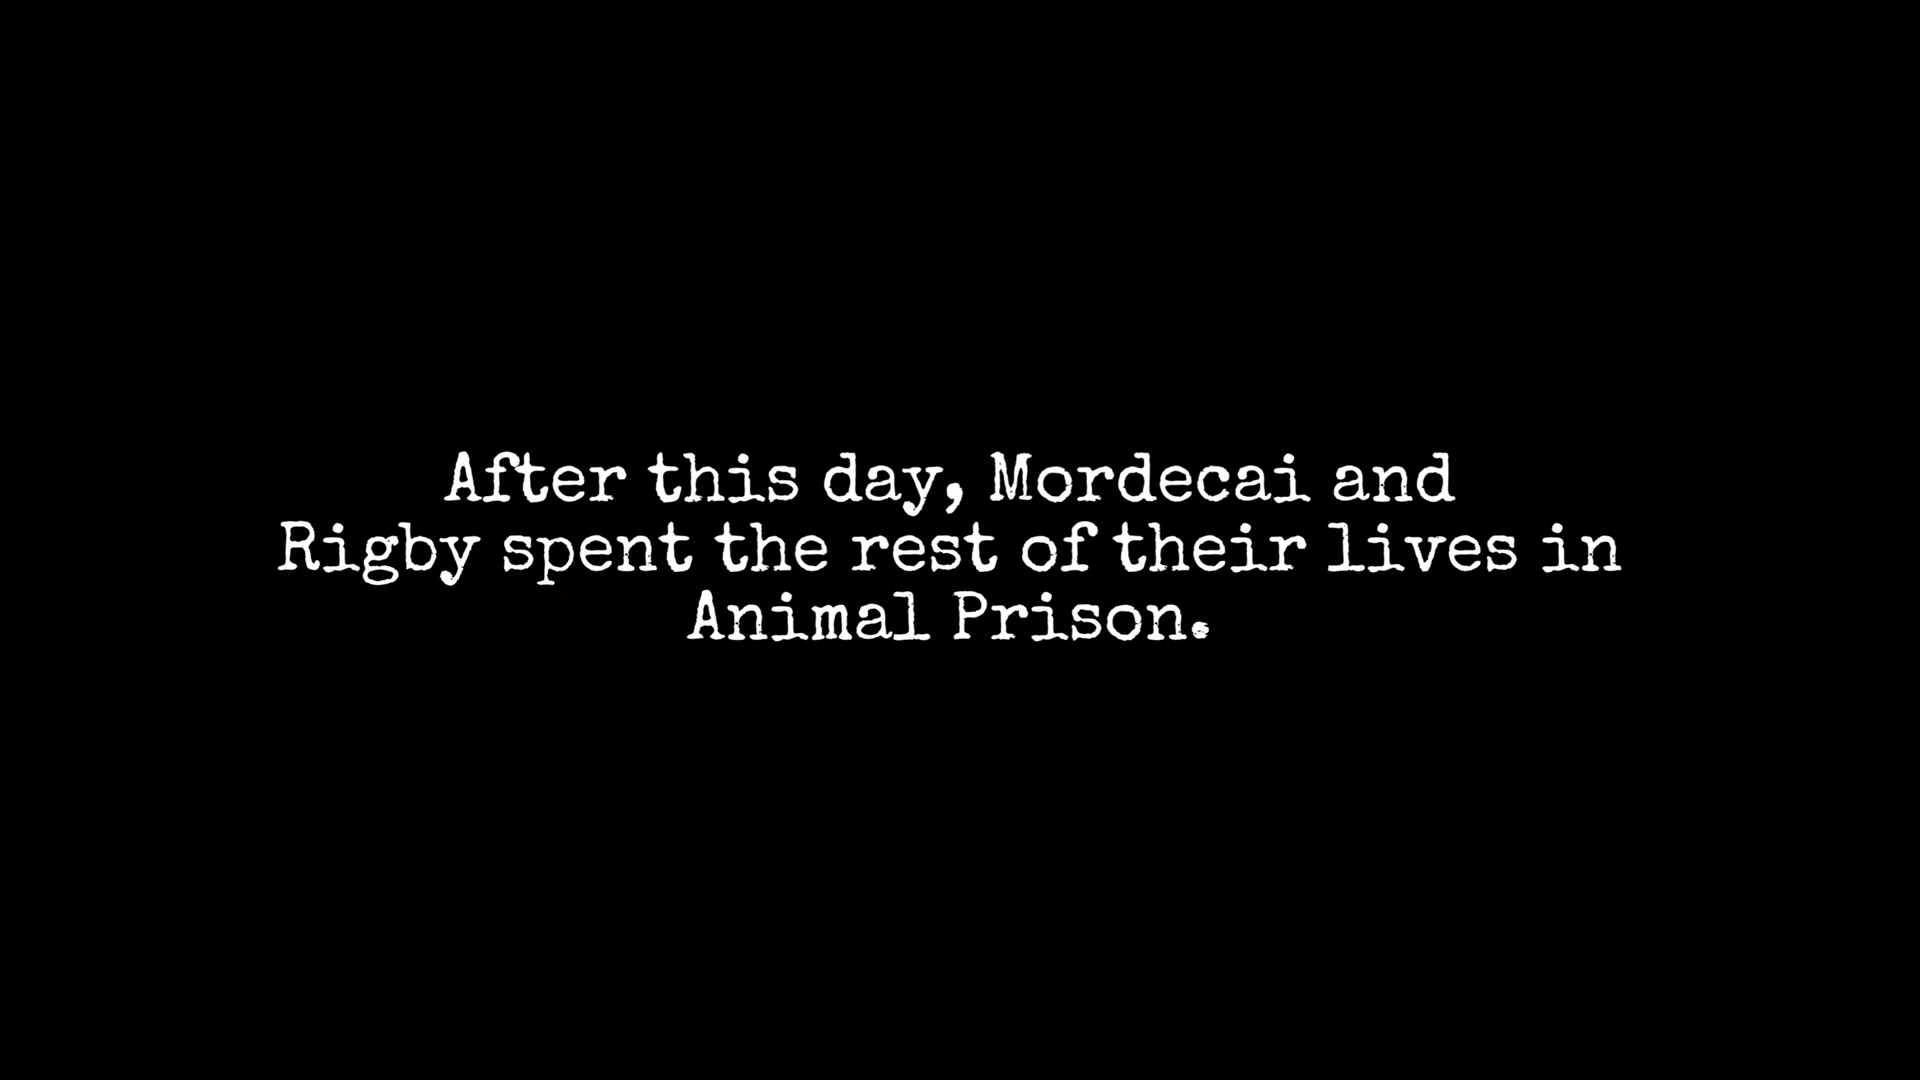 After this day, Mordecai and
Rigby spent the rest of their lives in
Animal Prison.